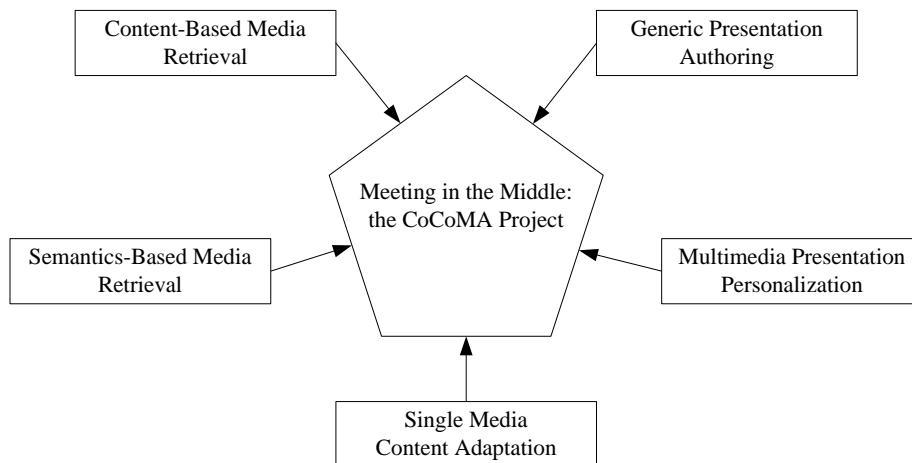 Content-Based Media
Retrieval
Generic Presentation
Authoring
Meeting in the Middle:
the CoCoMA Project
Semantics-Based Media
Retrieval
Multimedia Presentation
Personalization
Single Media
Content Adaptation